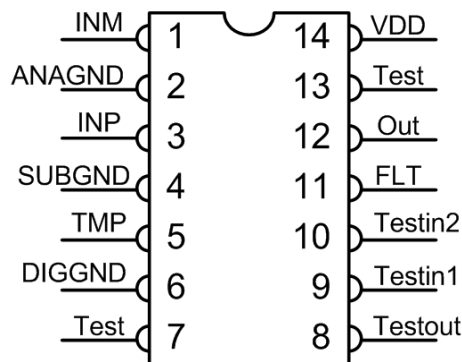 INM 1 14 VDD
ANAGND 2 13 Test
INP 3 12 Out
SUBGND 4 11 FLT
TMP 5 10 Testin2
DIGGND 6 9 Testin1
Test 7 8 Testout